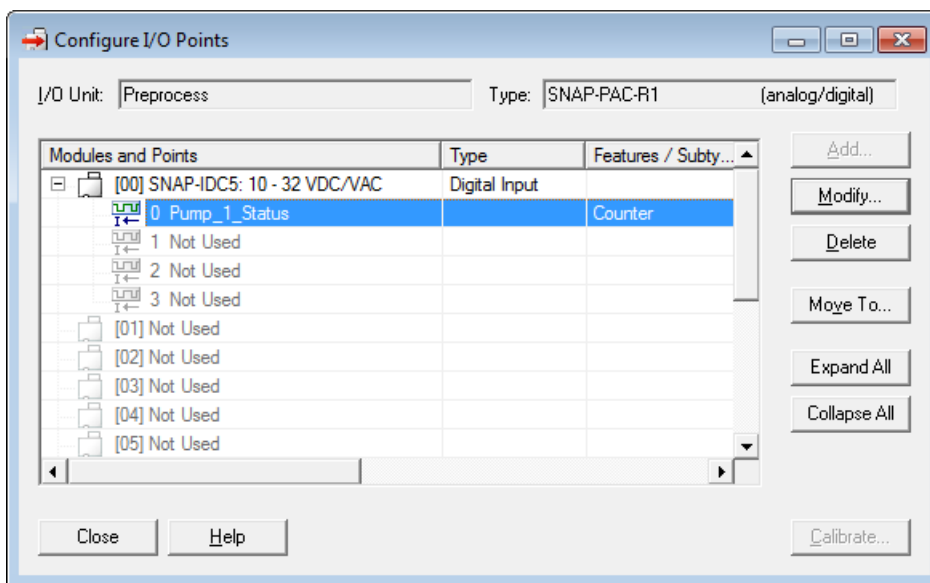 Configure I/O Points
I/O Unit: Preprocess Type: SNAP-PAC-R1 (analog/digital)
Modules and Points Type Features / Subty...
[00] SNAP-IDC5: 10 - 32 VDC/VAC Digital Input
0 Pump_1_Status Counter
1 Not Used
2 Not Used
3 Not Used
[01] Not Used
[02] Not Used
[03] Not Used
[04] Not Used
[05] Not Used
Add...
Modify...
Delete
Move To...
Expand All
Collapse All
Close Help Calibrate...